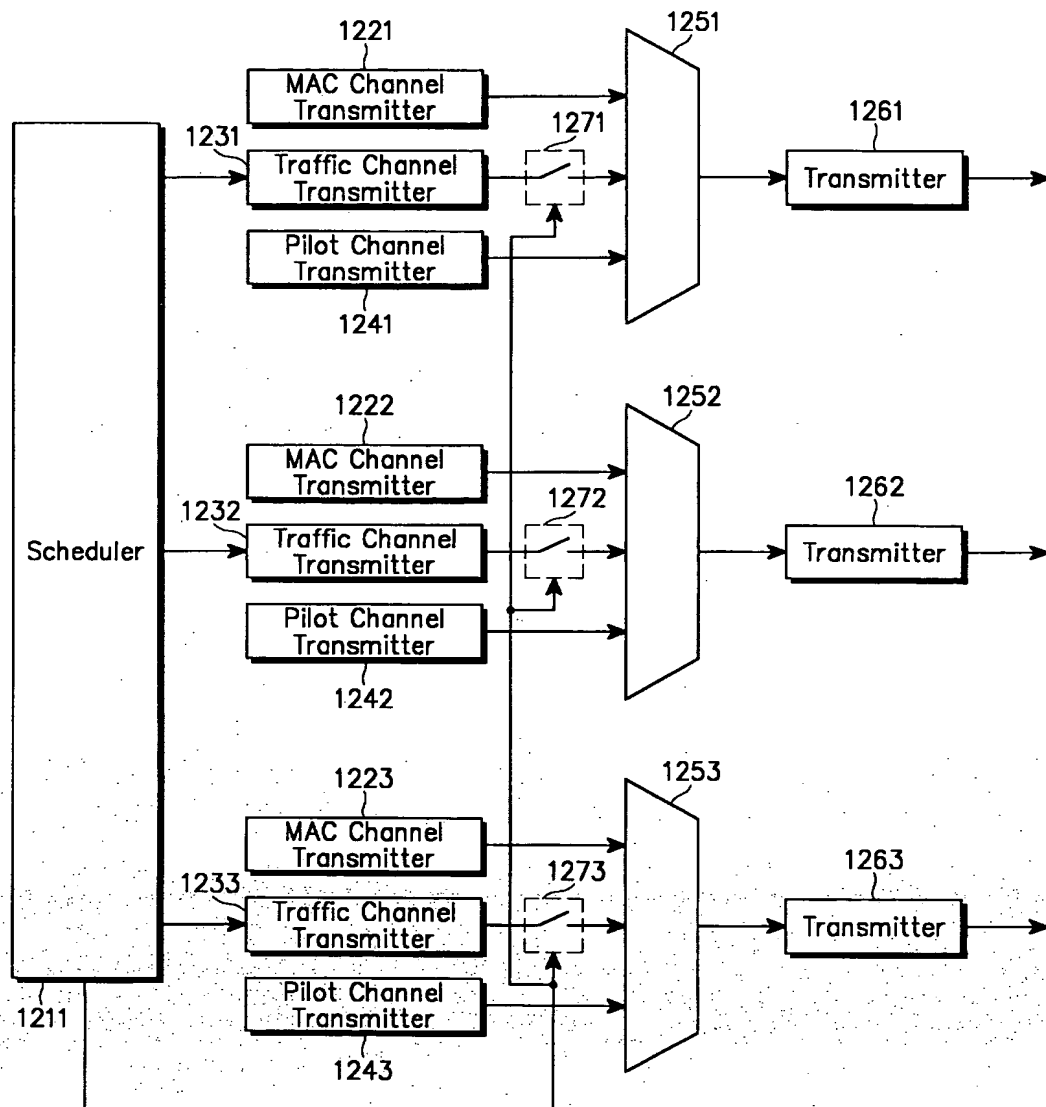 1221
1251
MAC Channel
Transmitter
1231
1271
1261
Traffic Channel
Transmitter
Transmitter
Pilot Channel
Transmitter
1241
1222
1252
MAC Channel
Transmitter
1232
1272
1262
Scheduler
Traffic Channel
Transmitter
Transmitter
Pilot Channel
Transmitter
1242
1223
1253
MAC Channel
Transmitter
1233
1273
1263
Traffic Channel
Transmitter
Transmitter
Pilot Channel
Transmitter
1211
1243